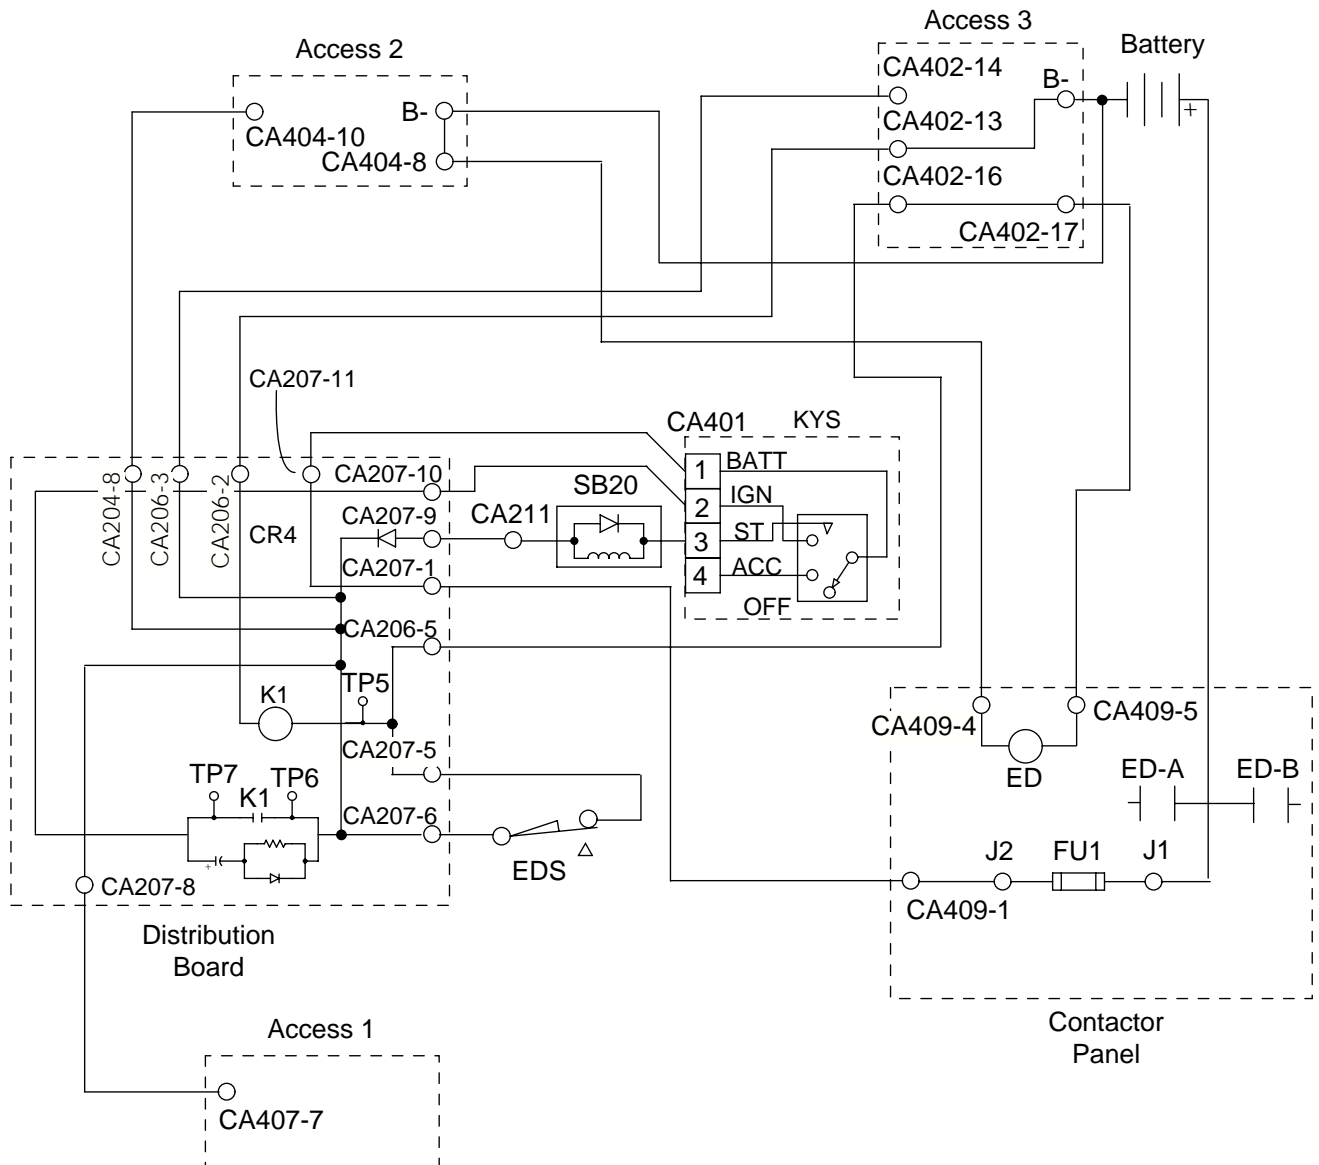 Access 3
Battery
Access 2
CA402-14
B-
+
CA402-13
B-
CA404-10
CA404-8
CA402-16
CA402-17
CA207-11
CA401
KYS
CA207-10
1
BATT
SB20
2
IGN
CA204-8
CA206-3
CA206-2
CR4
CA207-9
CA211
3
ST
CA207-1
4
ACC
OFF
CA206-5
K1
TP5
CA207-5
CA409-4
CA409-5
ED
TP7
K1
TP6
ED-A
ED-B
CA207-6
+
EDS
J2
FU1
J1
CA207-8
CA409-1
Distribution
Board
Access 1
Contactor
Panel
CA407-7